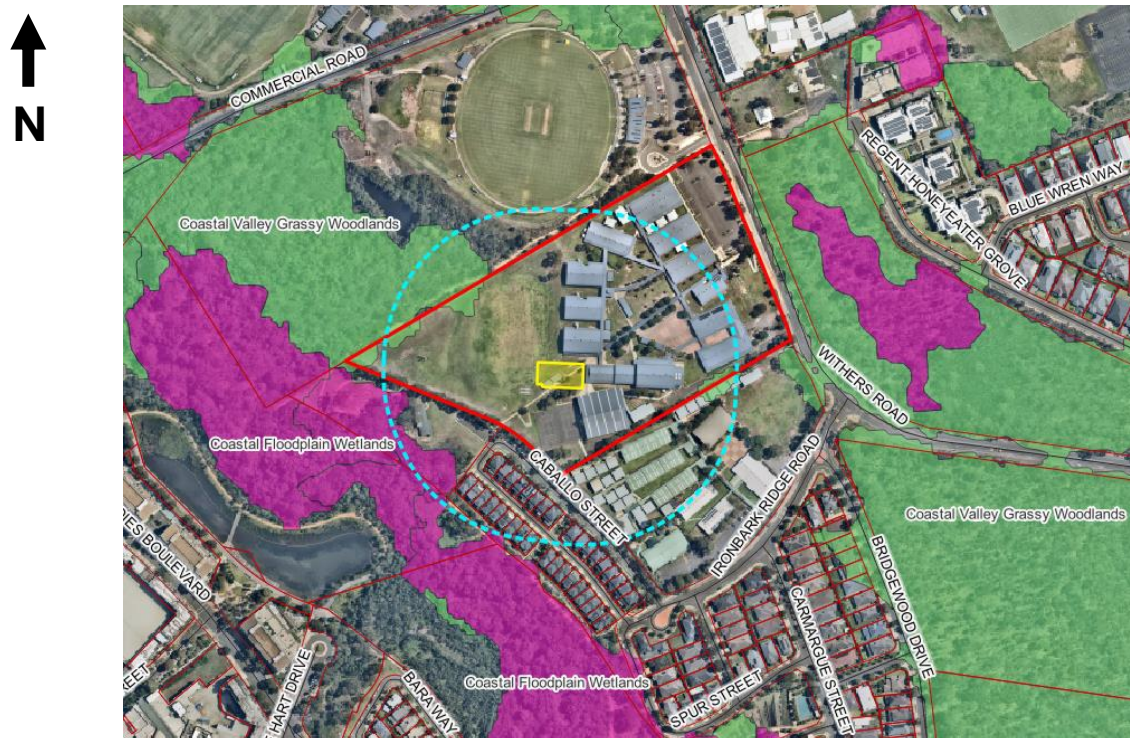 N
COMMERCIAL ROAD
REGENT HONEYEATER GROVE
BLUE WREN WAY
Coastal Valley Grassy Woodlands
WITHERS ROAD
Coastal Floodplain Wetlands
CABALLO STREET
IRONBARK RIDGE ROAD
Coastal Valley Grassy Woodlands
BRIDGEWOOD DRIVE
CARMARGUE STREET
BOULEVARD
HART DRIVE
BARA WAY
Coastal Floodplain Wetlands
SPUR STREET